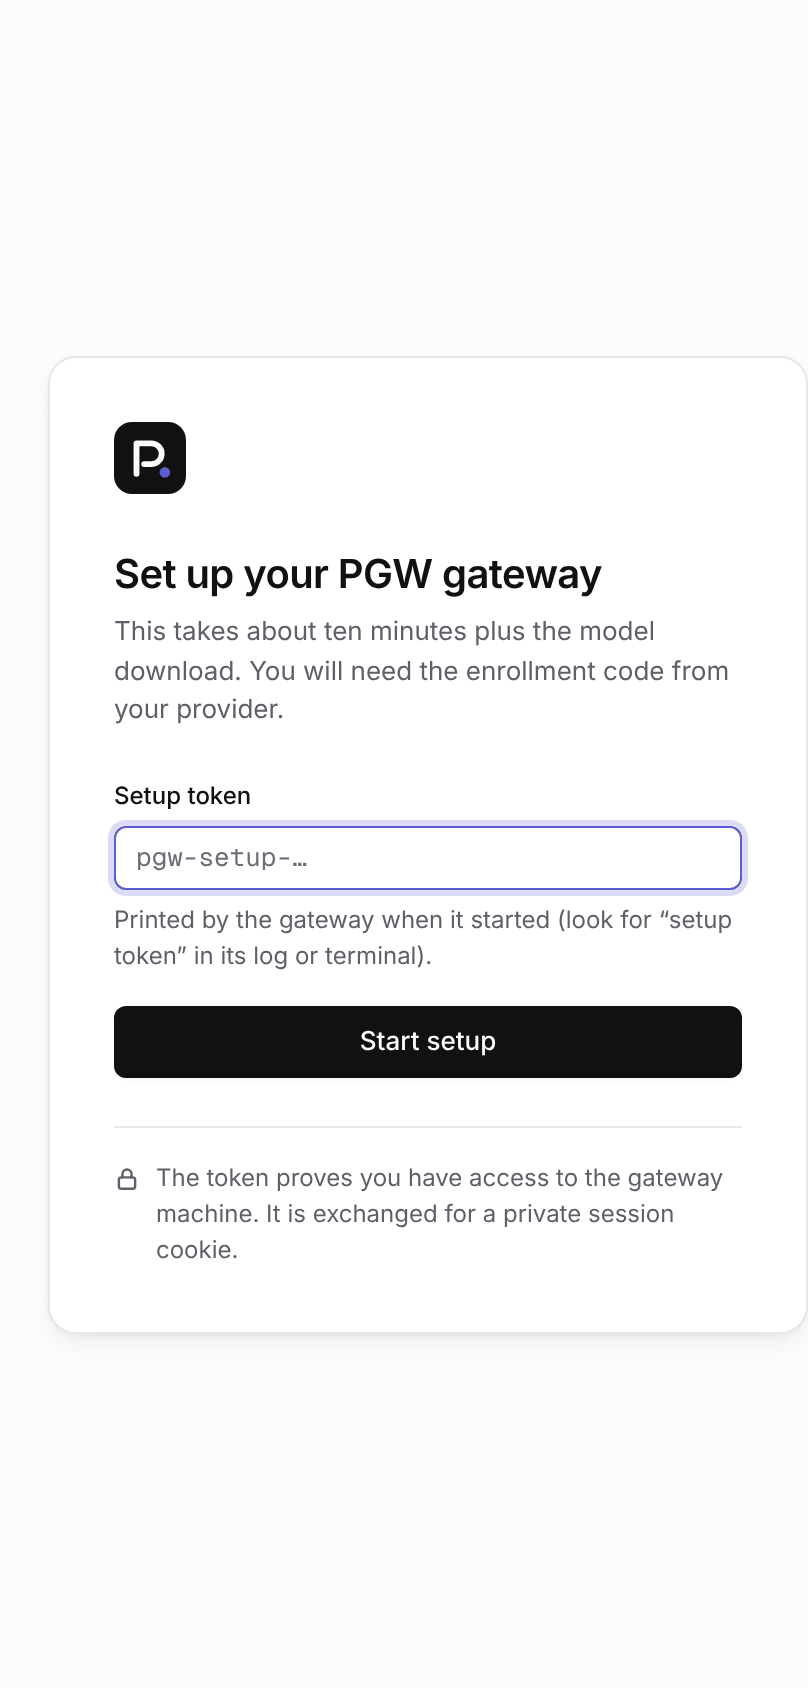 P.
Set up your PGW gateway
This takes about ten minutes plus the model
download. You will need the enrollment code from
your provider.
Setup token
pgw-setup-…
Printed by the gateway when it started (look for “setup
token” in its log or terminal).
Start setup
The token proves you have access to the gateway
machine. It is exchanged for a private session
cookie.